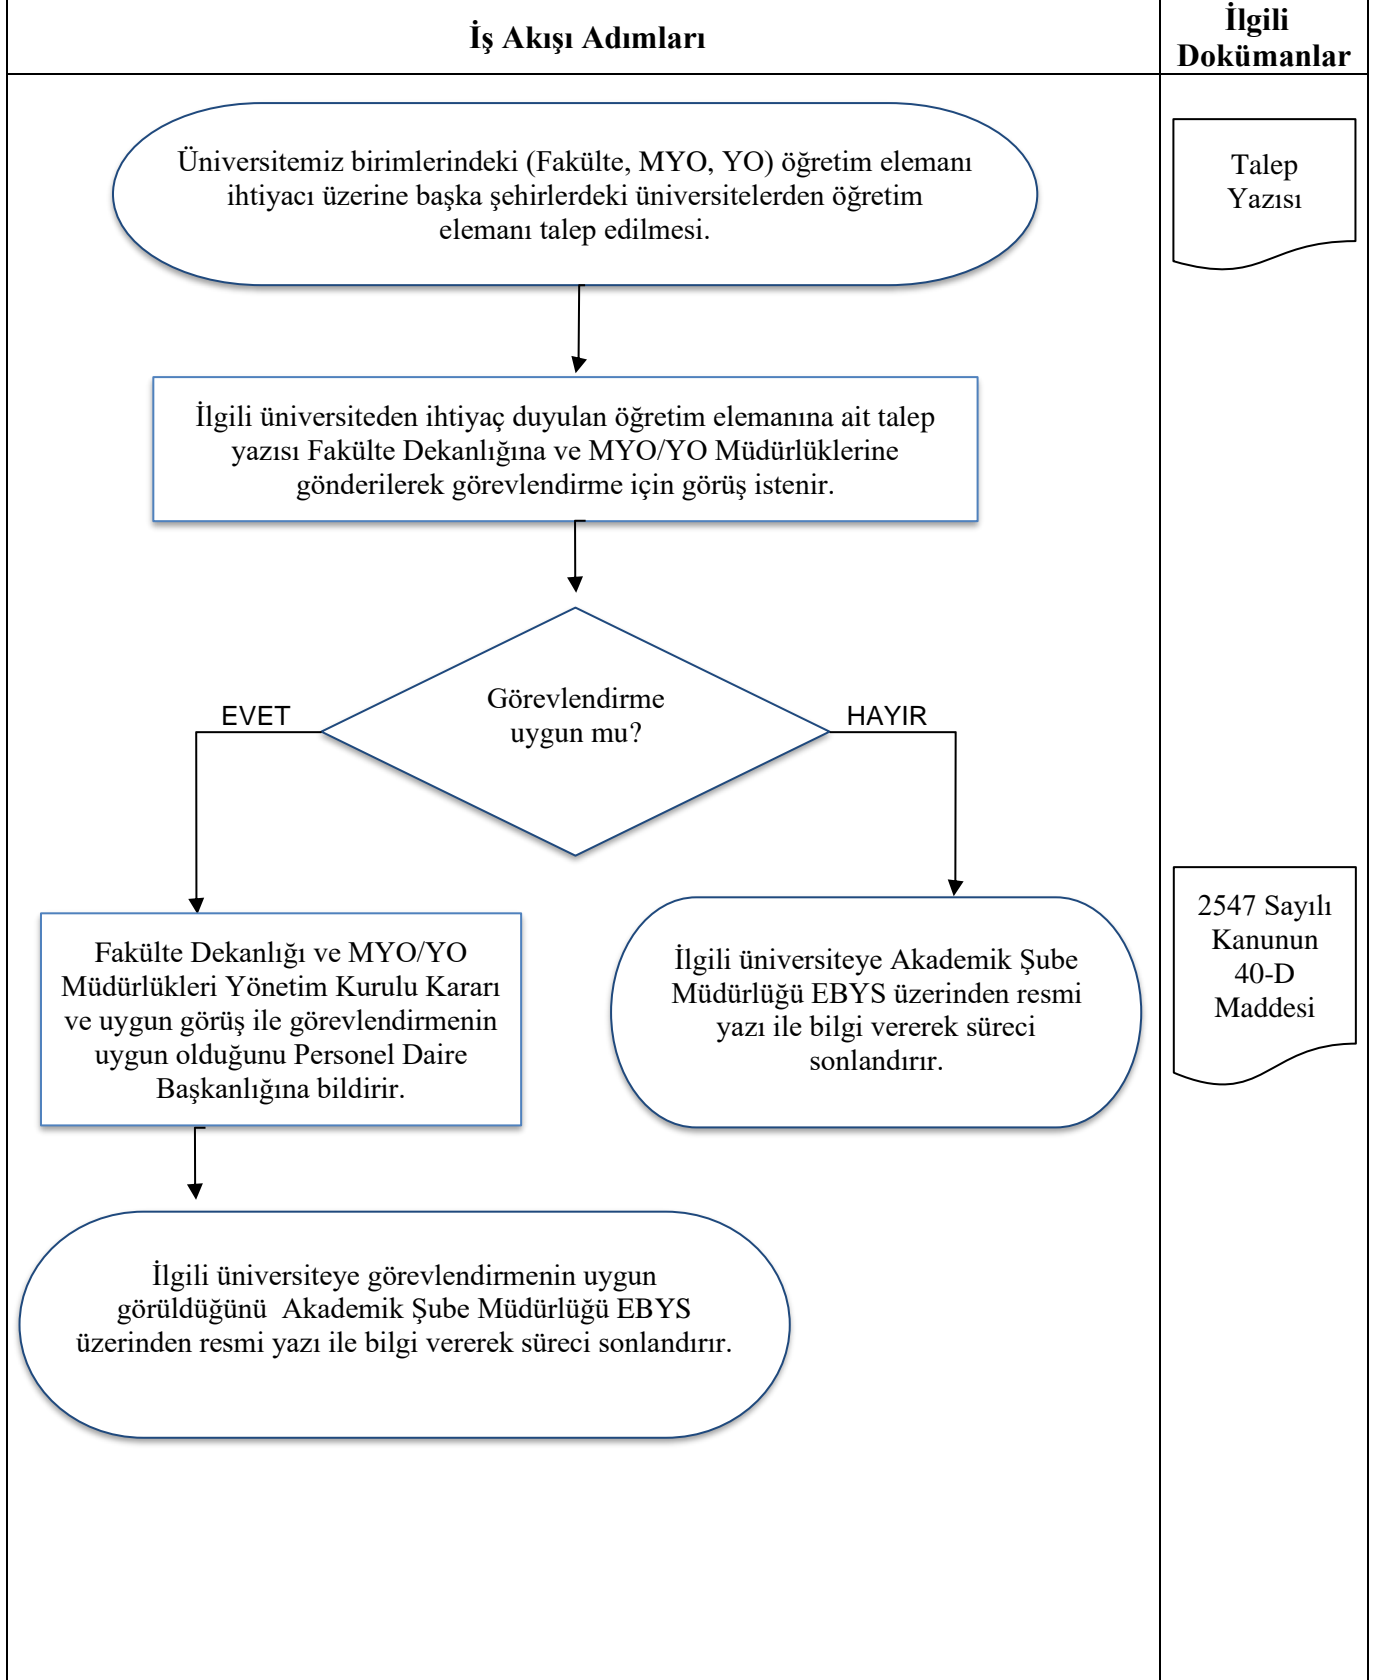 İş Akışı Adımları
İlgili
Dokümanlar
Üniversitemiz birimlerindeki (Fakülte, MYO, YO) öğretim elemanı
ihtiyacı üzerine başka şehirlerdeki üniversitelerden öğretim
elemanı talep edilmesi.
Talep
Yazısı
İlgili üniversiteden ihtiyaç duyulan öğretim elemanına ait talep
yazısı Fakülte Dekanlığına ve MYO/YO Müdürlüklerine
gönderilerek görevlendirme için görüş istenir.
Görevlendirme
uygun mu?
EVET
HAYIR
Fakülte Dekanlığı ve MYO/YO
Müdürlükleri Yönetim Kurulu Kararı
ve uygun görüş ile görevlendirmenin
uygun olduğunu Personel Daire
Başkanlığına bildirir.
İlgili üniversiteye Akademik Şube
Müdürlüğü EBYS üzerinden resmi
yazı ile bilgi vererek süreci
sonlandırır.
2547 Sayılı
Kanunun
40-D
Maddesi
İlgili üniversiteye görevlendirmenin uygun
görüldüğünü  Akademik Şube Müdürlüğü EBYS
üzerinden resmi yazı ile bilgi vererek süreci sonlandırır.